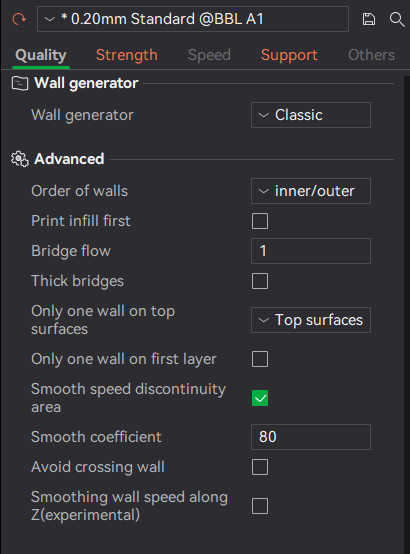 * 0.20mm Standard @BBL A1
Quality Strength Speed Support Others
Wall generator
Wall generator Classic
Advanced
Order of walls inner/outer
Print infill first
Bridge flow 1
Thick bridges
Only one wall on top
surfaces Top surfaces
Only one wall on first layer
Smooth speed discontinuity
area
Smooth coefficient 80
Avoid crossing wall
Smoothing wall speed along
Z(experimental)